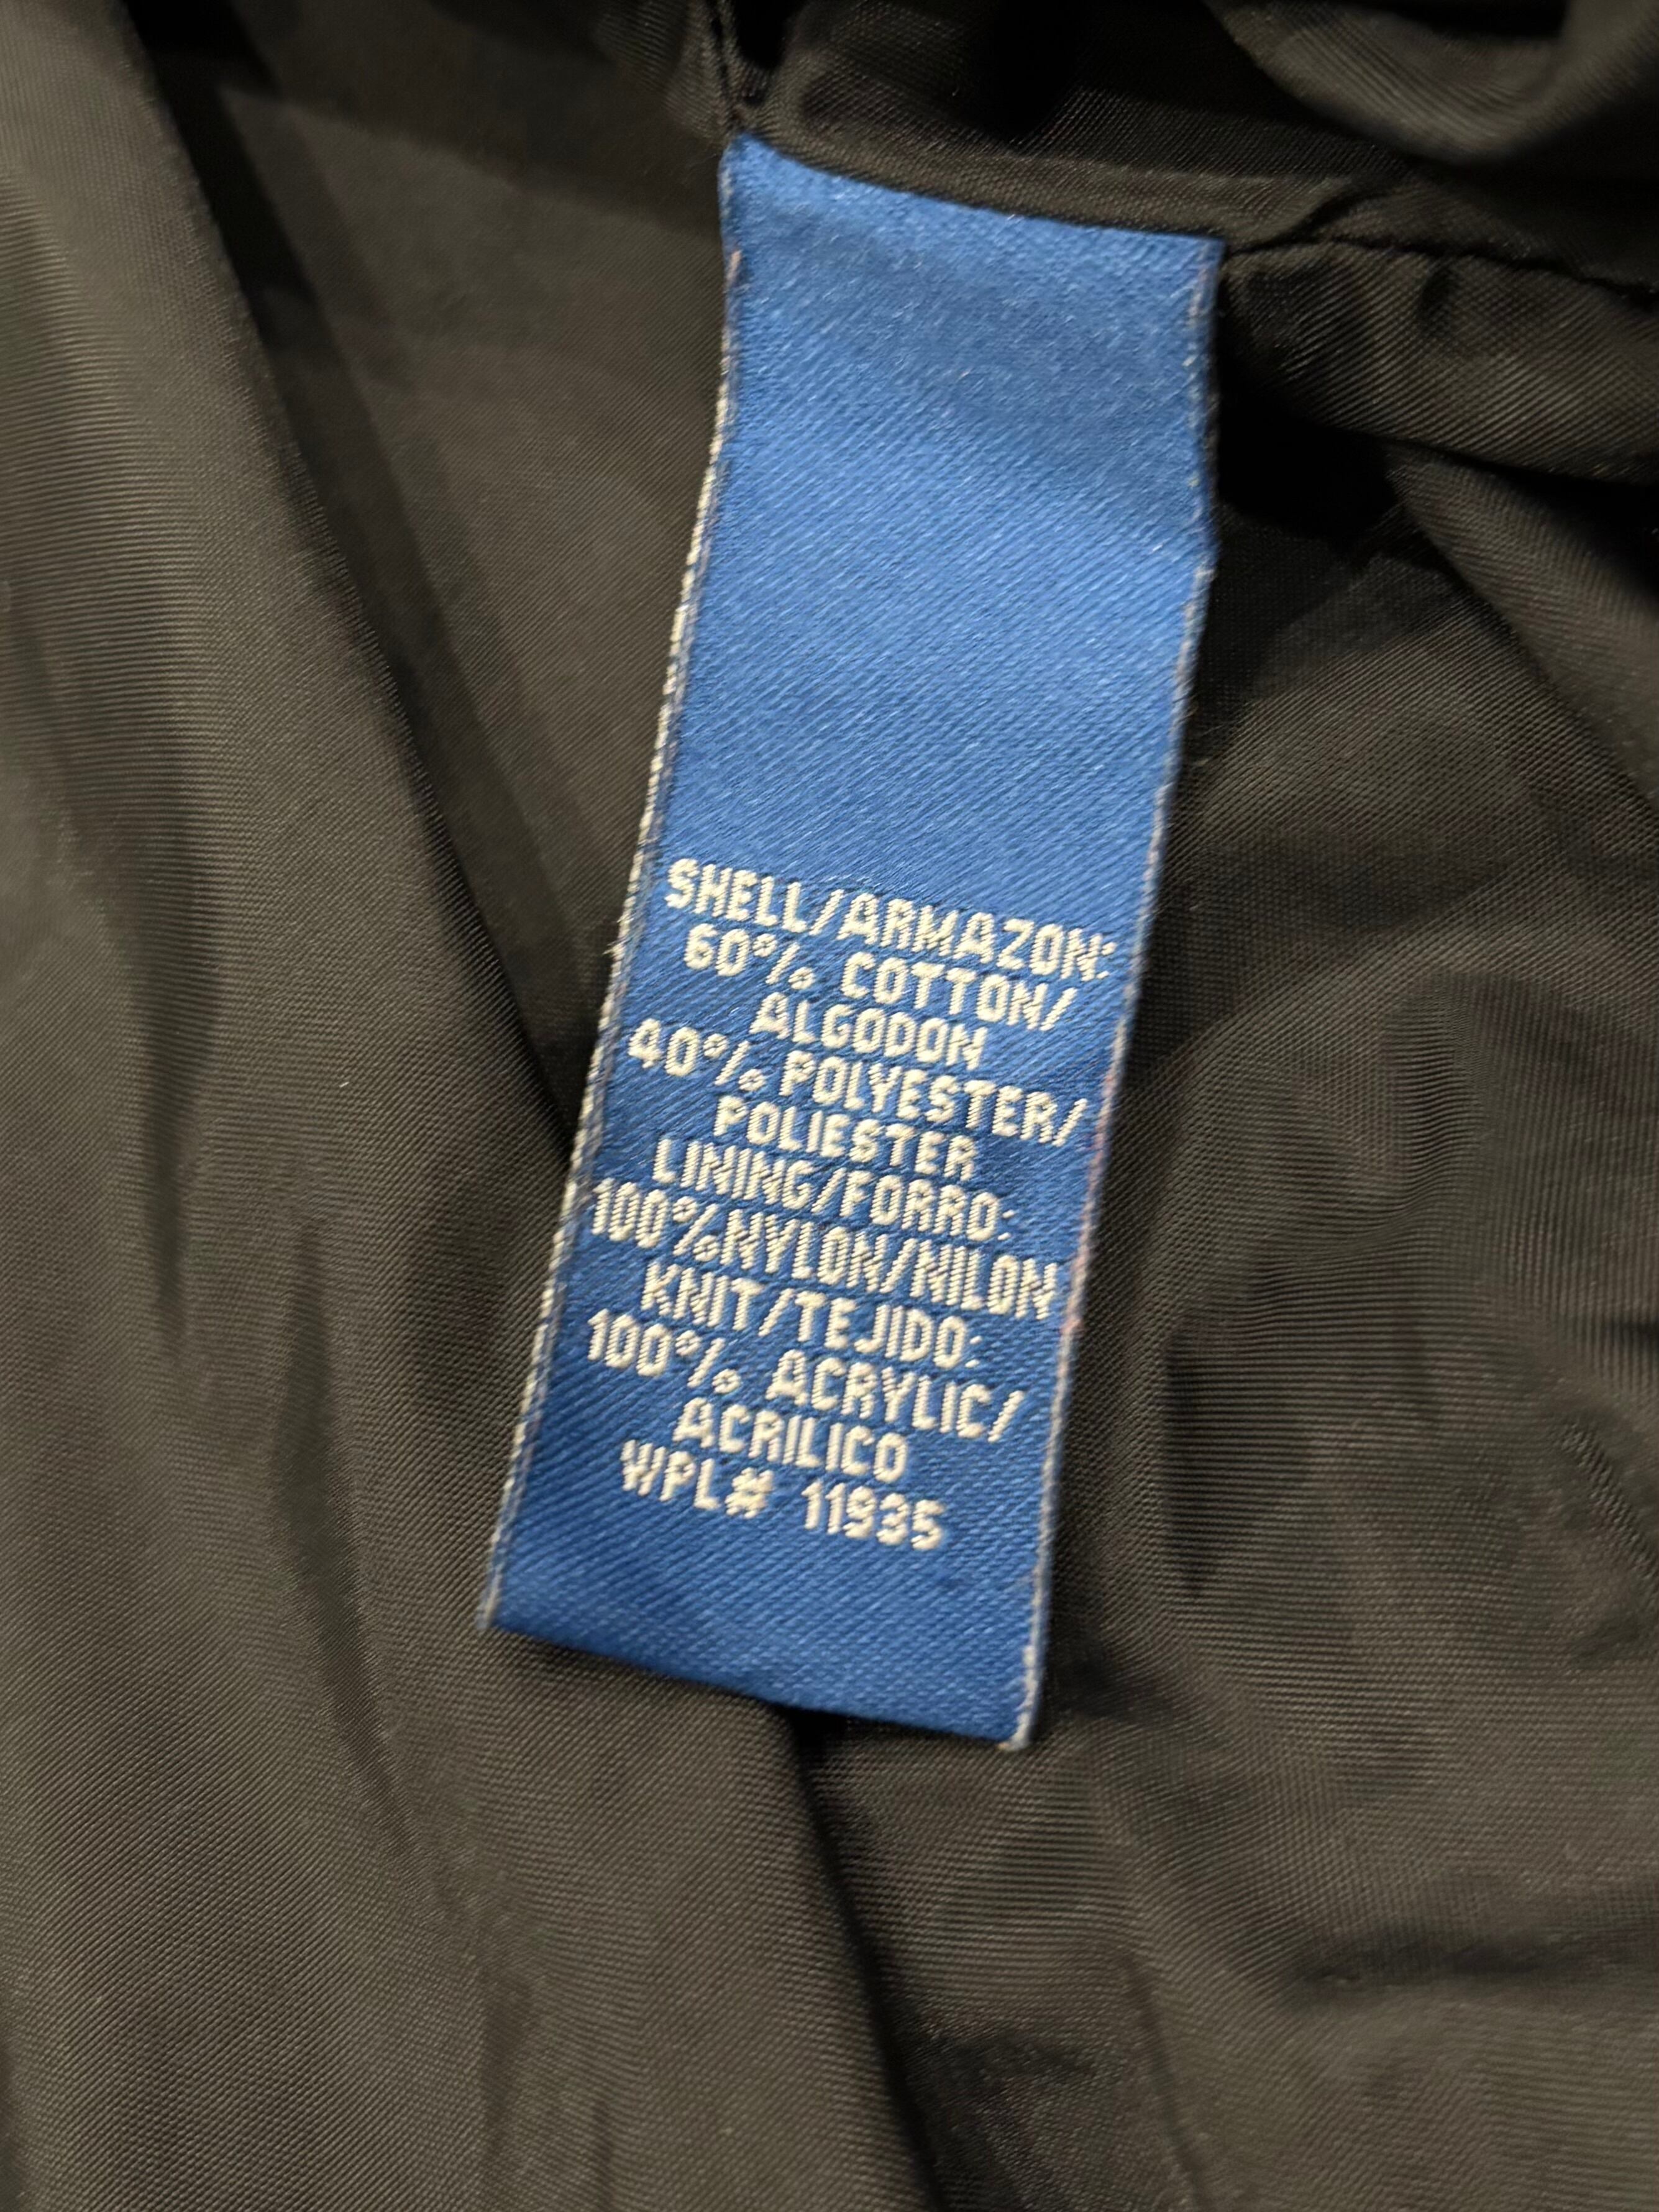 SHELL/ARMAZON:
60% COTTON/
ALGODON
40% POLYESTER/
POLIESTER
LINING/FORRO:
100%NYLON/NILON
KNIT/TEJIDO:
100% ACRYLIC/
ACRILICO
WPL# 11935